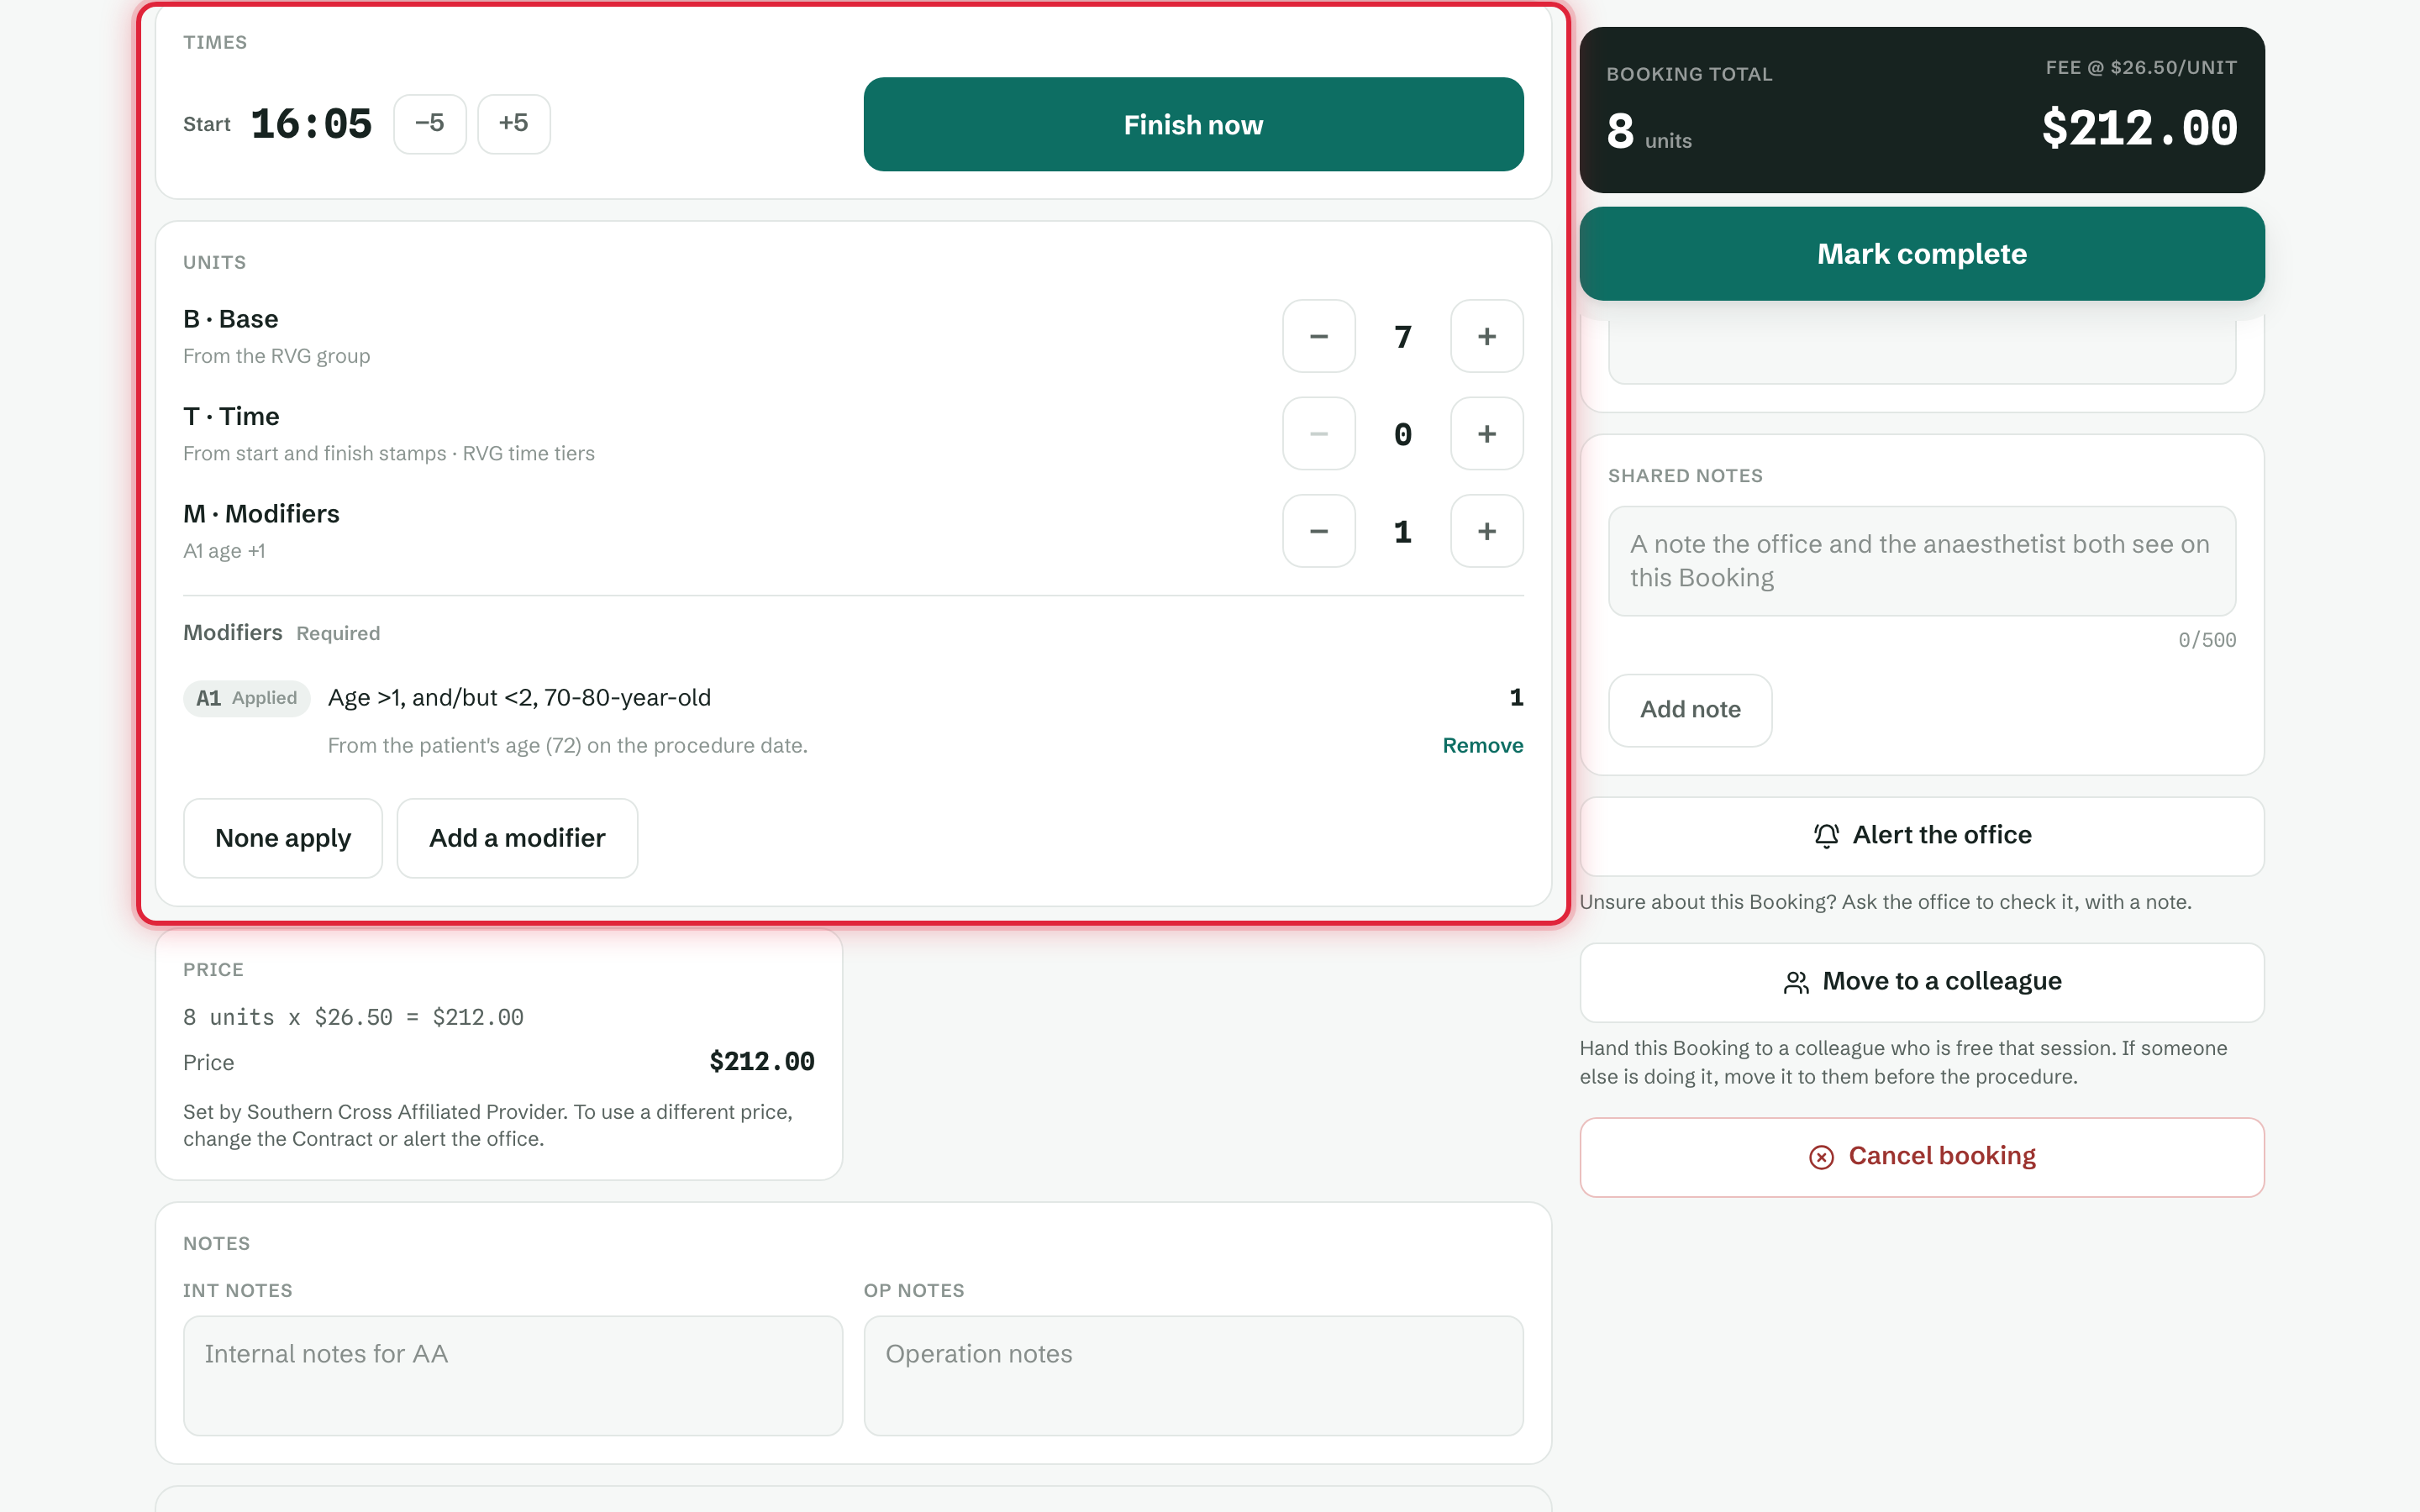 TIMES
Start 16:05 −5 +5
Finish now
UNITS
B · Base
From the RVG group
− 7 +
T · Time
From start and finish stamps · RVG time tiers
− 0 +
M · Modifiers
A1 age +1
− 1 +
Modifiers Required
A1 Applied Age >1, and/but <2, 70-80-year-old 1
From the patient's age (72) on the procedure date. Remove
None apply Add a modifier
PRICE
8 units x $26.50 = $212.00
Price $212.00
Set by Southern Cross Affiliated Provider. To use a different price,
change the Contract or alert the office.
NOTES
INT NOTES
Internal notes for AA
OP NOTES
Operation notes
BOOKING TOTAL
8 units
FEE @ $26.50/UNIT
$212.00
Mark complete
SHARED NOTES
A note the office and the anaesthetist both see on
this Booking
0/500
Add note
Alert the office
Unsure about this Booking? Ask the office to check it, with a note.
Move to a colleague
Hand this Booking to a colleague who is free that session. If someone
else is doing it, move it to them before the procedure.
Cancel booking